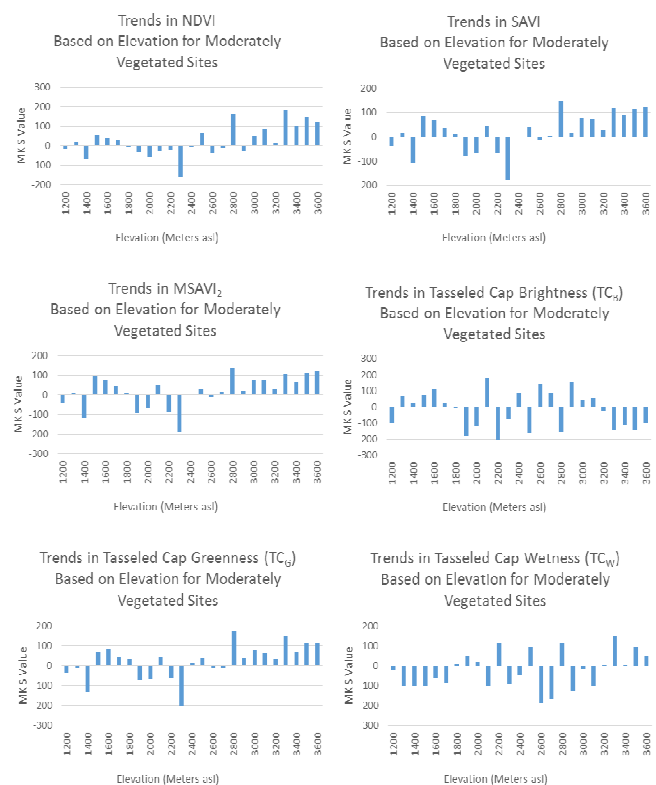 Trends in NDVI
Based on Elevation for Moderately
Vegetated Sites
MK S Value
300
200
100
0
100
-200
1200 1400 1600 1800 2000 2200 2400 2600 2800 3000 3200 3400 3600
Elevation (Meters asl)
Trends in SAVI
Based on Elevation for Moderately
Vegetated Sites
MK S Value
200
100
0
-100
200
1200 1400 1600 1800 2000 2200 2400 2600 2800 3000 3200 3400 3600
Elevation (Meters asl)
Trends in MSAVI₂
Based on Elevation for Moderately
Vegetated Sites
MK S Value
200
100
0
-100
200
-300
1200 1400 1600 1800 2000 2200 2400 2600 2800 3000 3200 3400 3600
Elevation (Meters asl)
Trends in Tasseled Cap Brightness (TC_B)
Based on Elevation for Moderately
Vegetated Sites
MK S Value
300
200
100
0
-100
200
-300
1200 1400 1600 1800 2000 2200 2400 2600 2800 3000 3200 3400 3600
Elevation (Meters asl)
Trends in Tasseled Cap Greenness (TC_G)
Based on Elevation for Moderately
Vegetated Sites
MK S Value
200
100
0
100
200
-300
1200 1400 1600 1800 2000 2200 2400 2600 2800 3000 3200 3400 3600
Elevation (Meters asl)
Trends in Tasseled Cap Wetness (TC_W)
Based on Elevation for Moderately
Vegetated Sites
MK S Value
200
100
0
100
200
300
1200 1400 1600 1800 2000 2200 2400 2600 2800 3000 3200 3400 3600
Elevation (Meters asl)